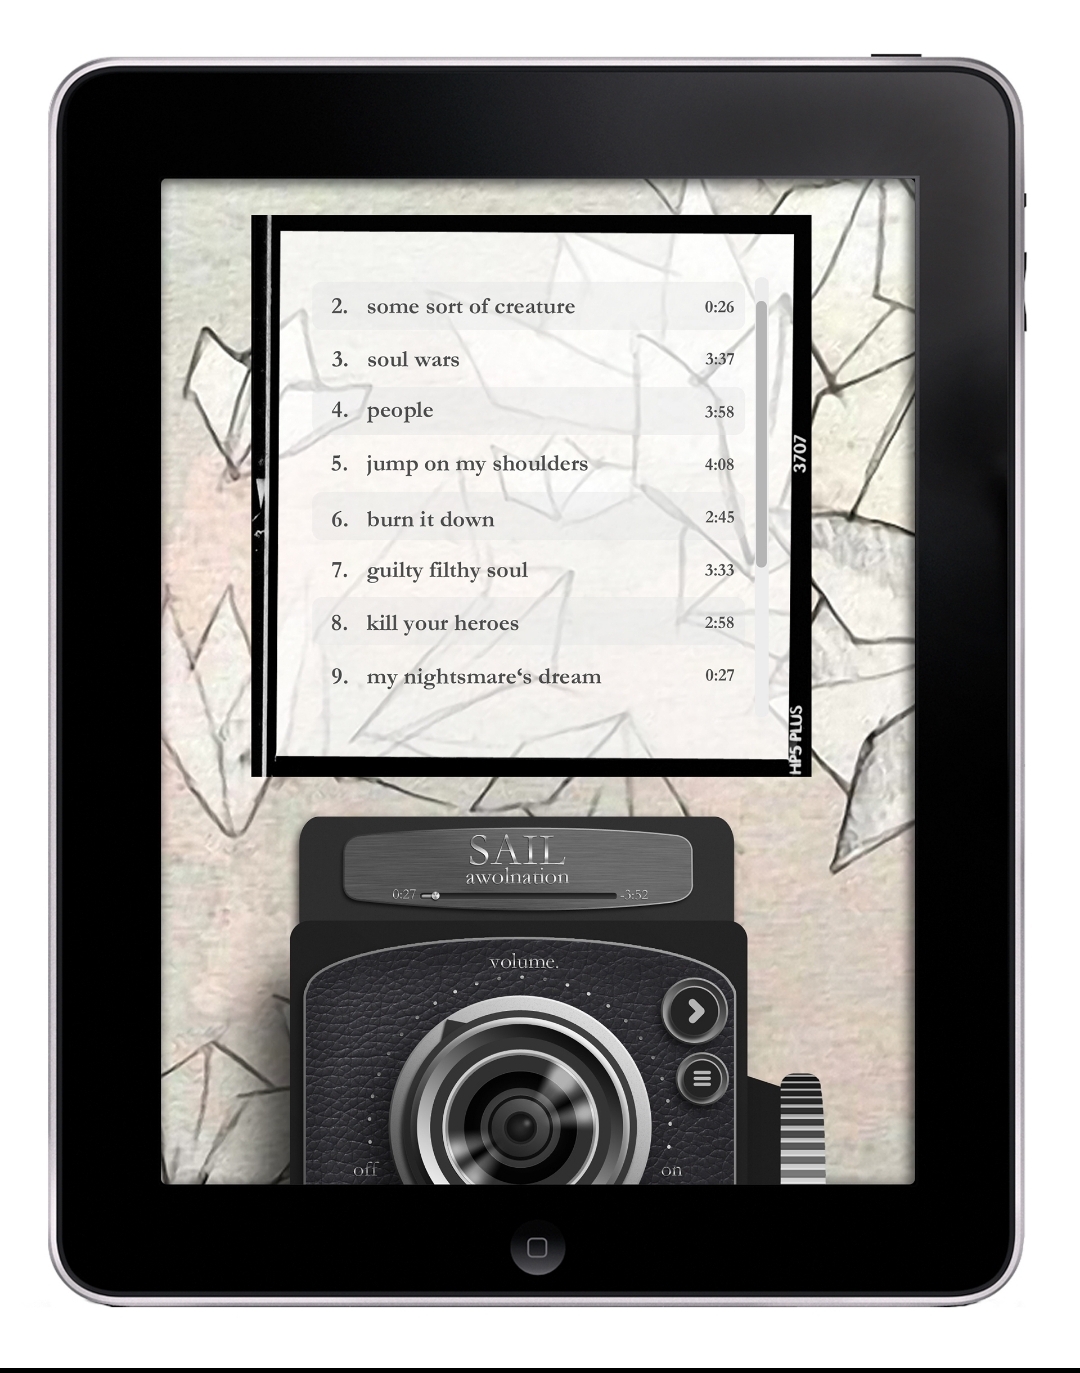 2. some sort of creature 0:26
3. soul wars 3:37
4. people 3:58
5. jump on my shoulders 4:08
6. burn it down 2:45
7. guilty filthy soul 3:33
8. kill your heroes 2:58
9. my nightsmare‘s dream 0:27
3707
HP5 PLUS
SAIL
awolnation
0:27 -3:52
volume.
off on